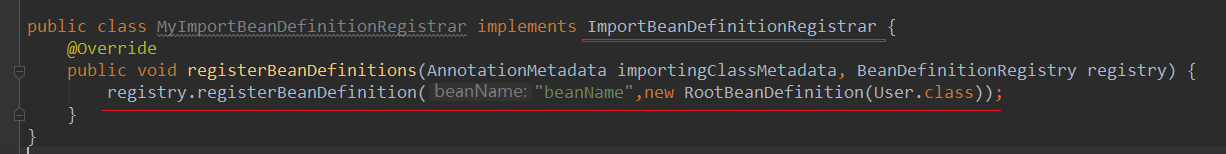 public class MyImportBeanDefinitionRegistrar implements ImportBeanDefinitionRegistrar {
@Override
public void registerBeanDefinitions(AnnotationMetadata importingClassMetadata, BeanDefinitionRegistry registry) {
registry.registerBeanDefinition( beanName: "beanName",new RootBeanDefinition(User.class));
}
}